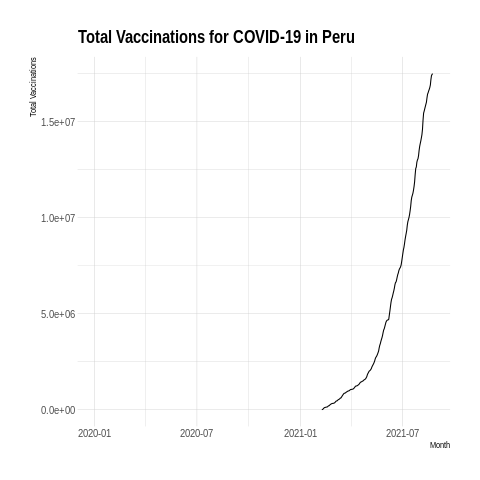 Total Vaccinations for COVID-19 in Peru
Total Vaccinations
1.5e+07
1.0e+07
5.0e+06
0.0e+00
2020-01 2020-07 2021-01 2021-07
Month